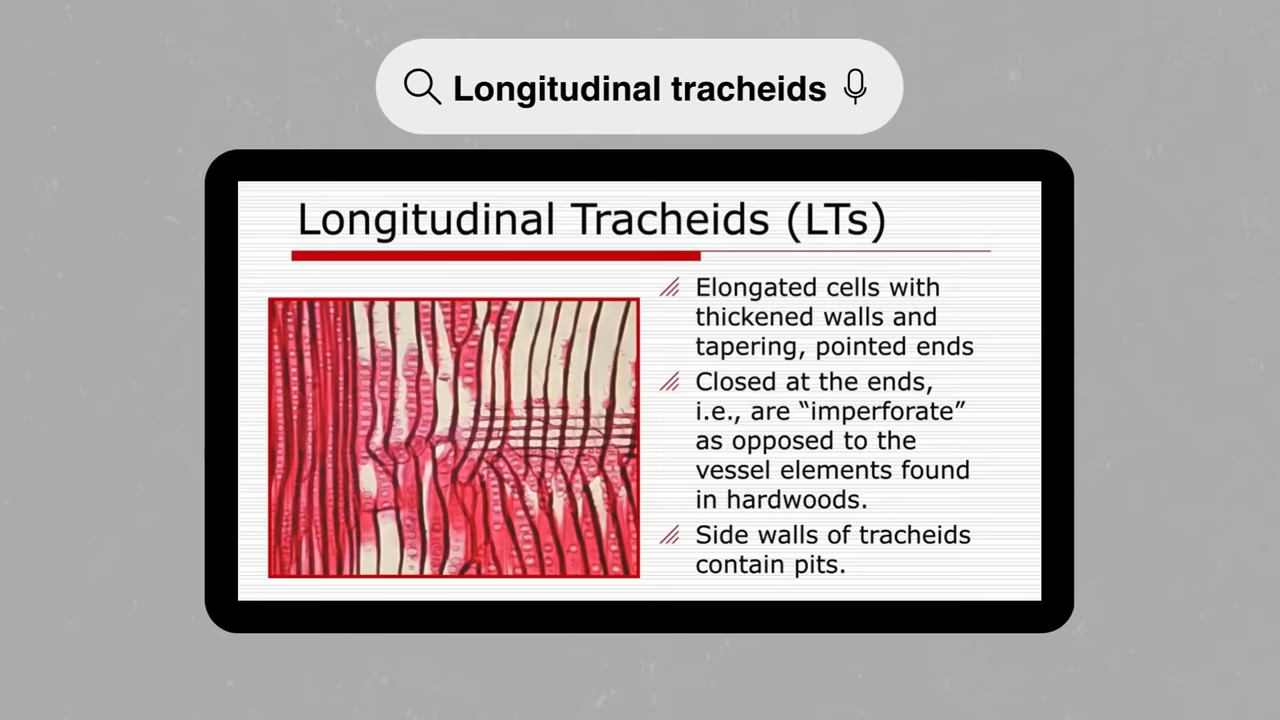 Longitudinal tracheids
Longitudinal Tracheids (LTs)
Elongated cells with
thickened walls and
tapering, pointed ends
Closed at the ends,
i.e., are “imperforate”
as opposed to the
vessel elements found
in hardwoods.
Side walls of tracheids
contain pits.